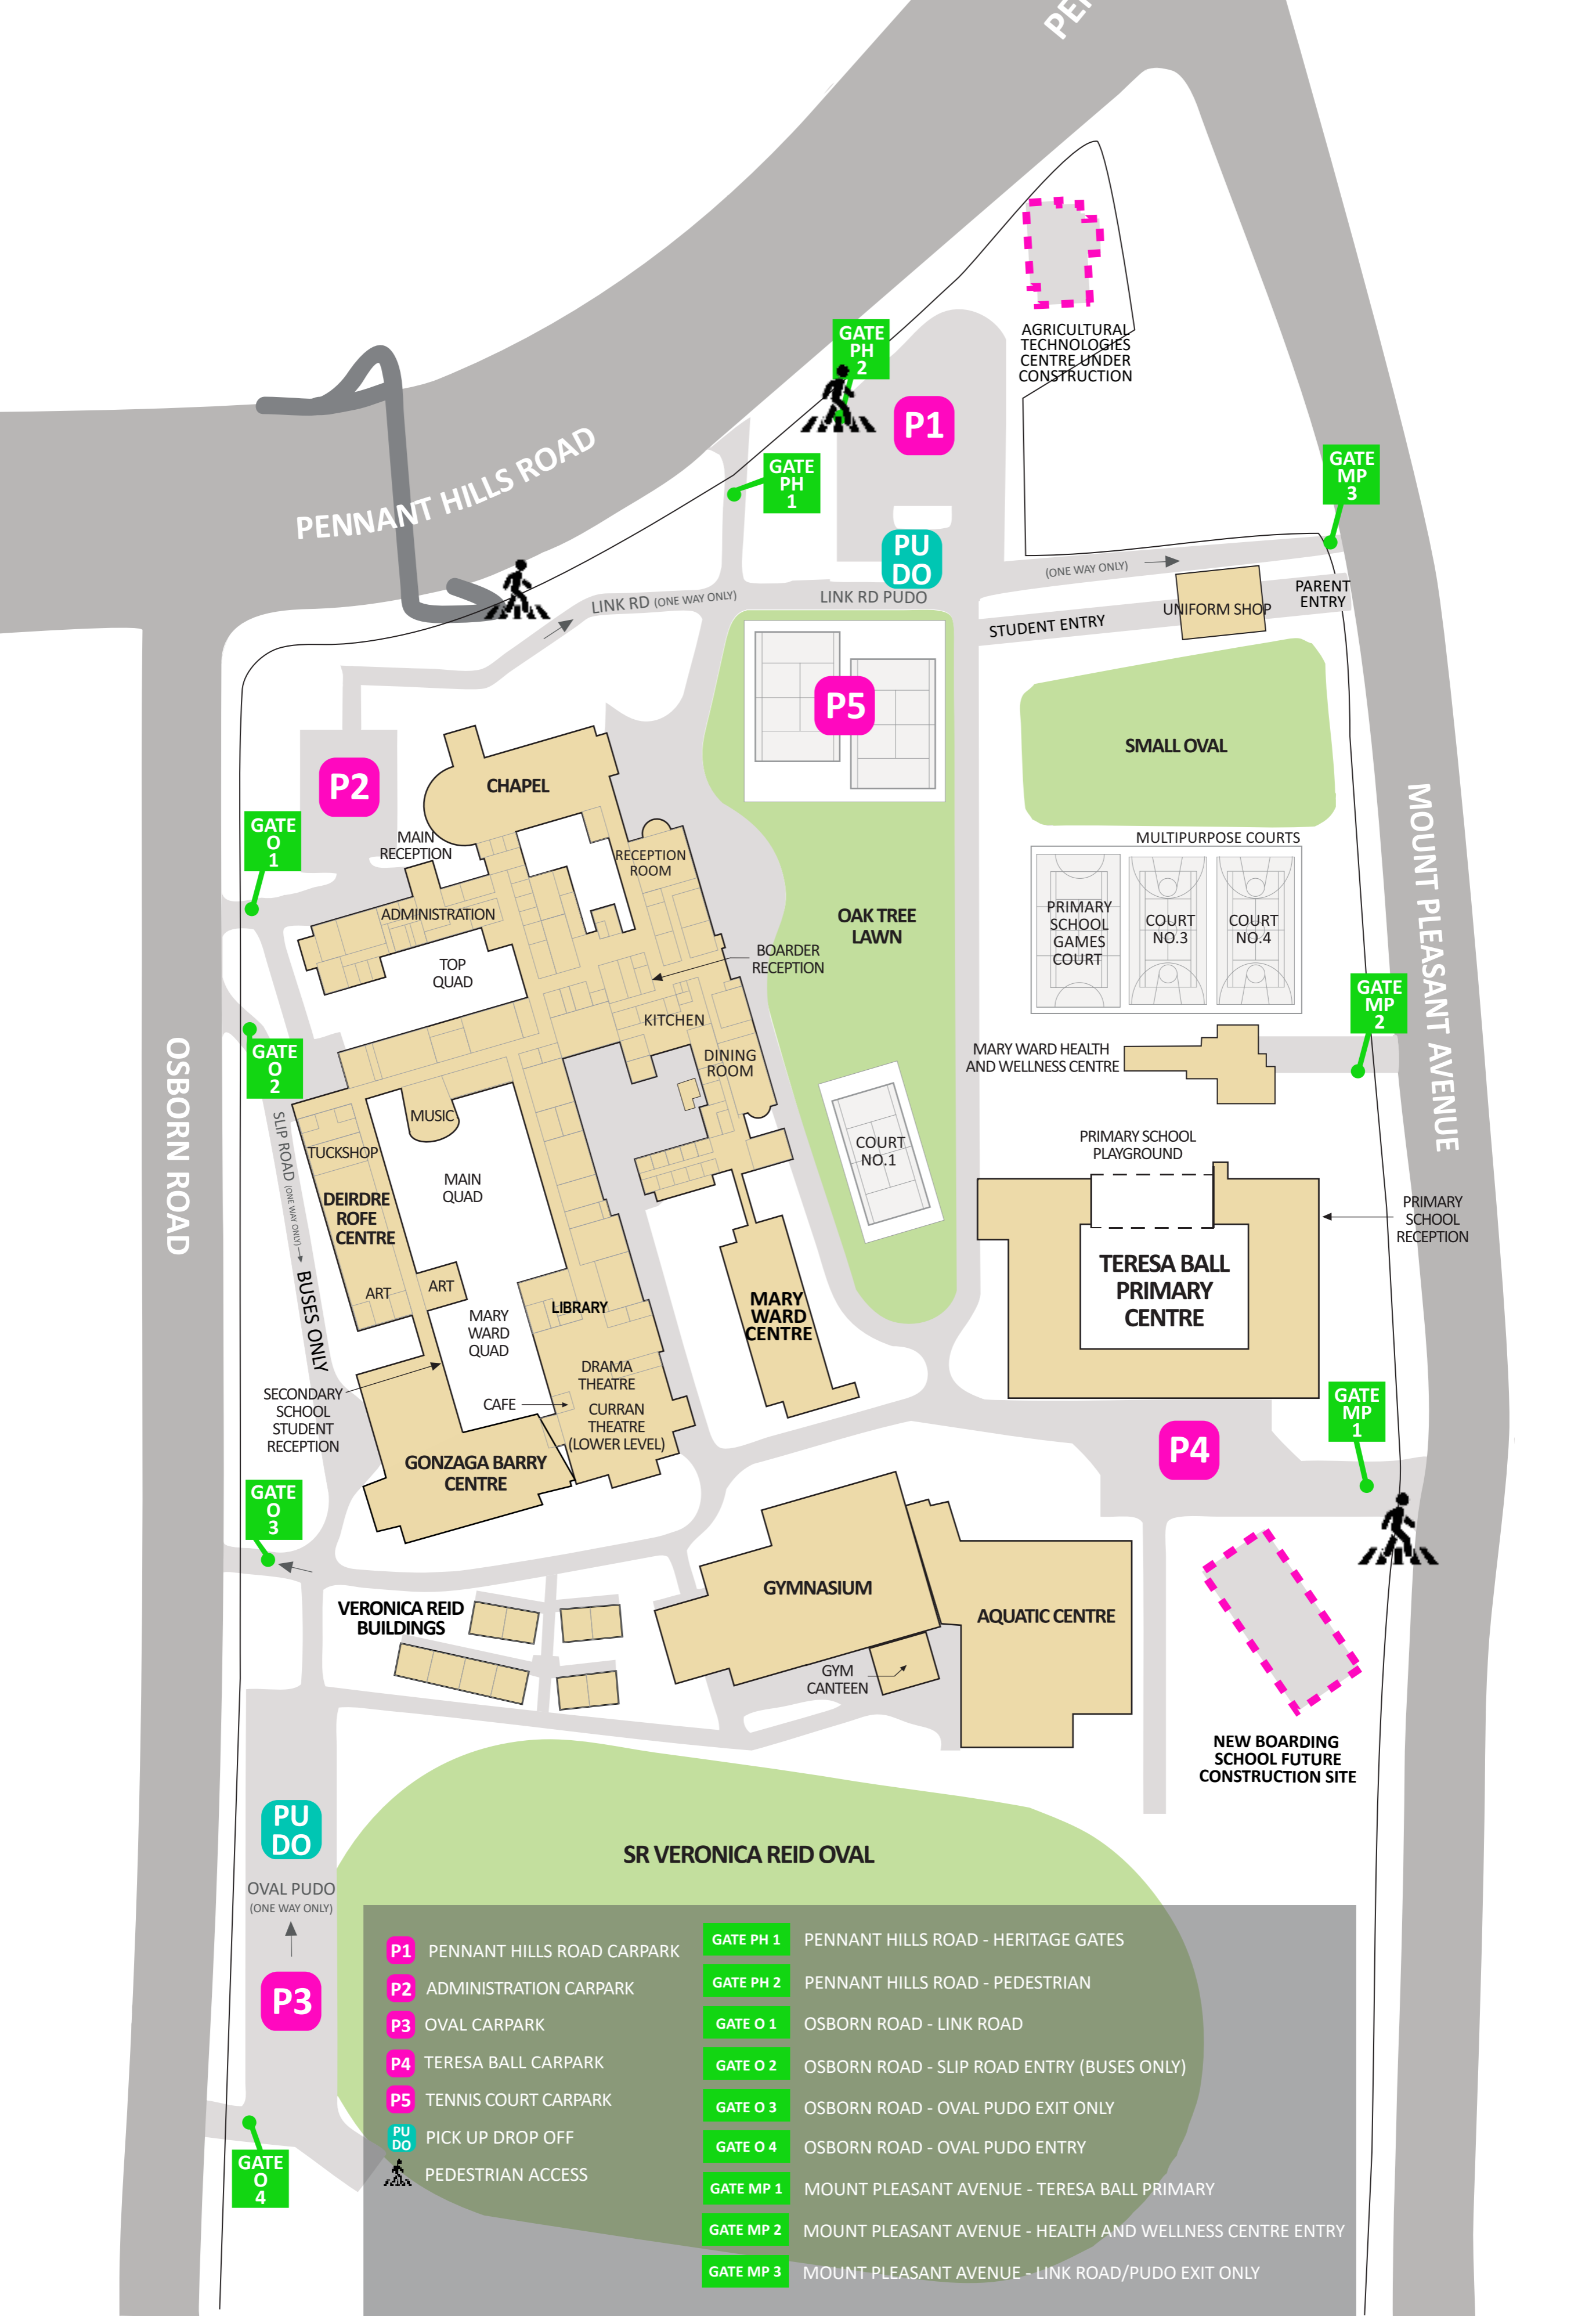 PENNANT HILLS ROAD
GATE
PH
2
P1
AGRICULTURAL
TECHNOLOGIES
CENTRE UNDER
CONSTRUCTION
GATE
PH
1
GATE
MP
3
PU
DO
(ONE WAY ONLY)
LINK RD (ONE WAY ONLY)
LINK RD PUDO
PARENT
ENTRY
UNIFORM SHOP
STUDENT ENTRY
P5
SMALL OVAL
P2
CHAPEL
GATE
O
1
MAIN
RECEPTION
RECEPTION
ROOM
MULTIPURPOSE COURTS
PRIMARY
SCHOOL
GAMES
COURT
COURT
NO.3
COURT
NO.4
ADMINISTRATION
OAK TREE
LAWN
TOP
QUAD
BOARDER
RECEPTION
KITCHEN
DINING
ROOM
GATE
MP
2
GATE
O
2
MARY WARD HEALTH
AND WELLNESS CENTRE
MOUNT PLEASANT AVENUE
OSBORN ROAD
SLIP ROAD (ONE WAY ONLY)
BUSES ONLY
MUSIC
TUCKSHOP
MAIN
QUAD
DEIRDRE
ROFE
CENTRE
COURT
NO.1
PRIMARY SCHOOL
PLAYGROUND
PRIMARY
SCHOOL
RECEPTION
TERESA BALL
PRIMARY
CENTRE
ART
ART
LIBRARY
MARY
WARD
CENTRE
MARY
WARD
QUAD
DRAMA
THEATRE
SECONDARY
SCHOOL
STUDENT
RECEPTION
CAFE
CURRAN
THEATRE
(LOWER LEVEL)
GONZAGA BARRY
CENTRE
P4
GATE
MP
1
GATE
O
3
VERONICA REID
BUILDINGS
GYMNASIUM
AQUATIC CENTRE
GYM
CANTEEN
NEW BOARDING
SCHOOL FUTURE
CONSTRUCTION SITE
PU
DO
OVAL PUDO
(ONE WAY ONLY)
P3
GATE
O
4
SR VERONICA REID OVAL
P1 PENNANT HILLS ROAD CARPARK
P2 ADMINISTRATION CARPARK
P3 OVAL CARPARK
P4 TERESA BALL CARPARK
P5 TENNIS COURT CARPARK
PU
DO PICK UP DROP OFF
PEDESTRIAN ACCESS
GATE PH 1 PENNANT HILLS ROAD - HERITAGE GATES
GATE PH 2 PENNANT HILLS ROAD - PEDESTRIAN
GATE O 1 OSBORN ROAD - LINK ROAD
GATE O 2 OSBORN ROAD - SLIP ROAD ENTRY (BUSES ONLY)
GATE O 3 OSBORN ROAD - OVAL PUDO EXIT ONLY
GATE O 4 OSBORN ROAD - OVAL PUDO ENTRY
GATE MP 1 MOUNT PLEASANT AVENUE - TERESA BALL PRIMARY
GATE MP 2 MOUNT PLEASANT AVENUE - HEALTH AND WELLNESS CENTRE ENTRY
GATE MP 3 MOUNT PLEASANT AVENUE - LINK ROAD/PUDO EXIT ONLY